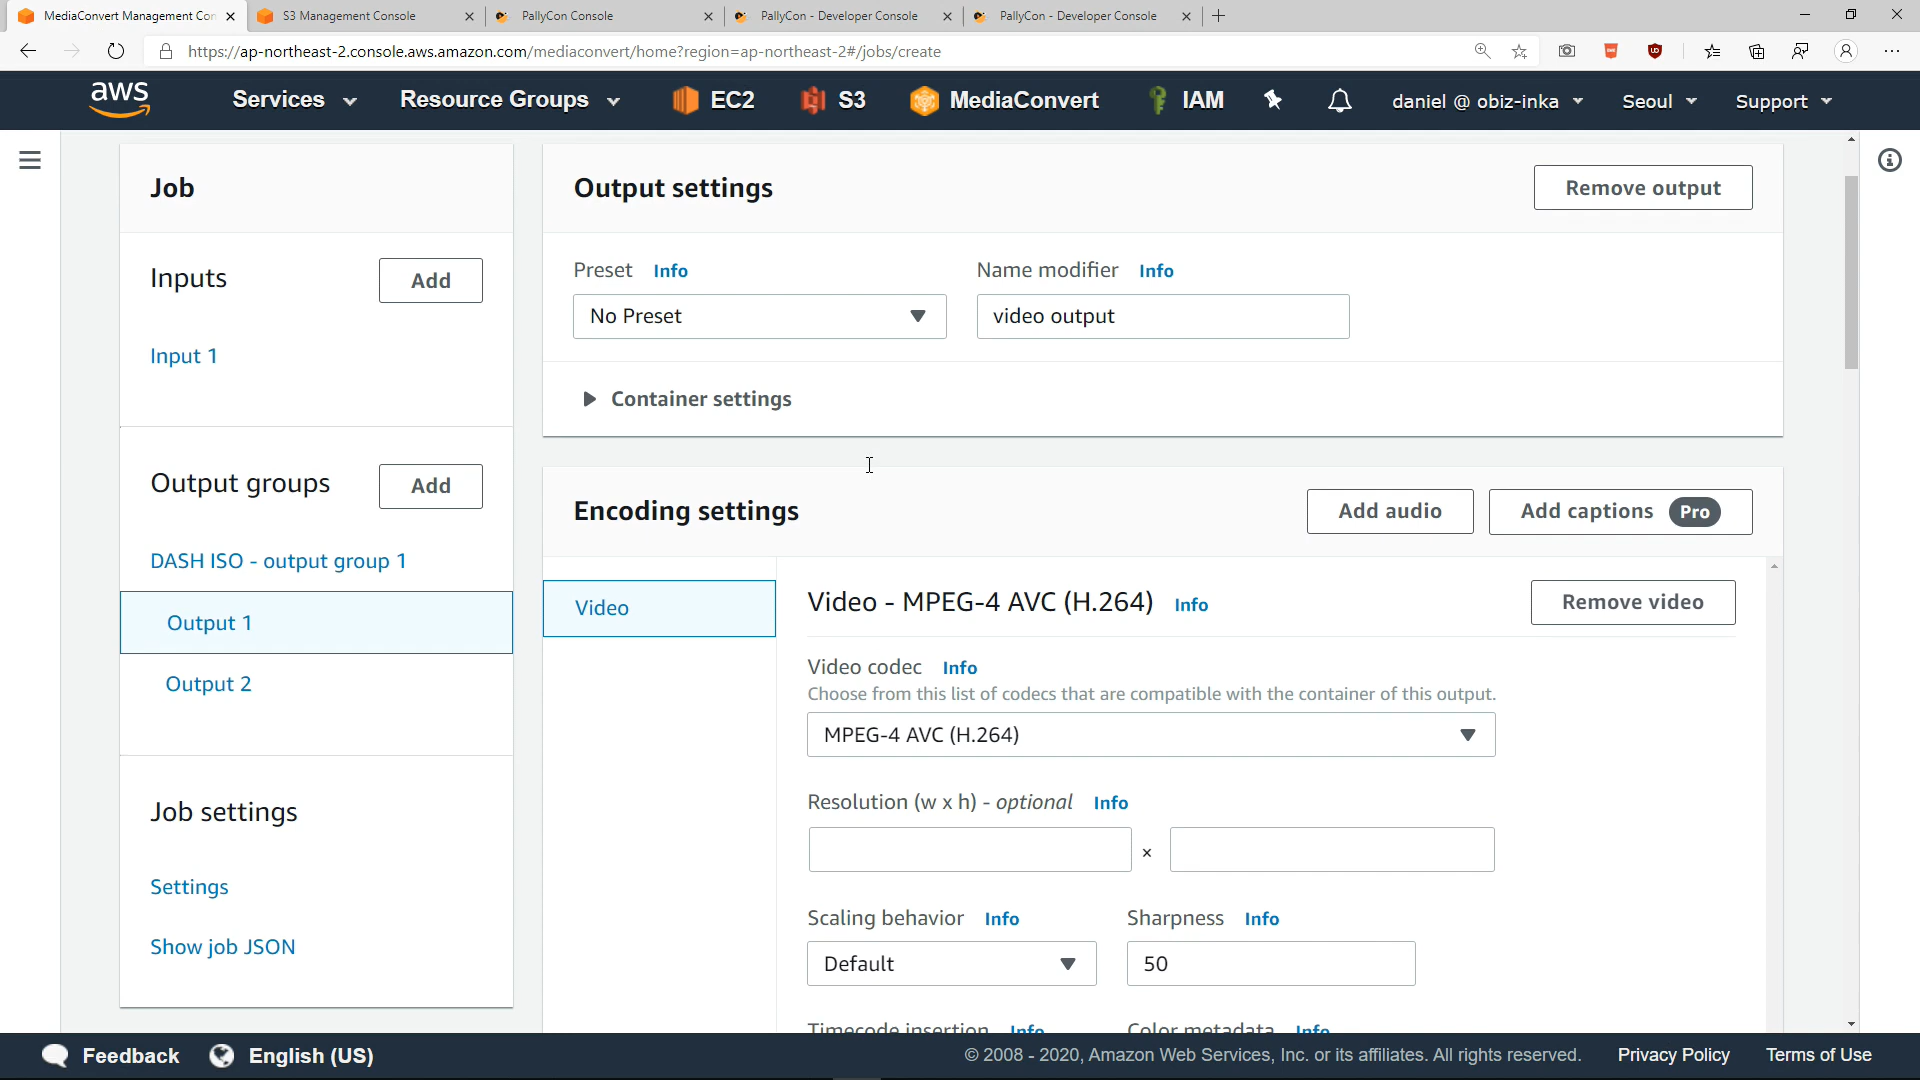 MediaConvert Management Con
S3 Management Console
PallyCon Console
PallyCon - Developer Console
PallyCon - Developer Console
https://ap-northeast-2.console.aws.amazon.com/mediaconvert/home?region=ap-northeast-2#/jobs/create
aws
Services
Resource Groups
EC2
S3
MediaConvert
IAM
daniel @ obiz-inka
Seoul
Support
Job
Inputs
Add
Input 1
Output groups
Add
DASH ISO - output group 1
Output 1
Output 2
Job settings
Settings
Show job JSON
Output settings
Remove output
Preset Info
Name modifier Info
No Preset
video output
Container settings
Encoding settings
Add audio
Add captions Pro
Video
Video - MPEG-4 AVC (H.264) Info
Remove video
Video codec Info
Choose from this list of codecs that are compatible with the container of this output.
MPEG-4 AVC (H.264)
Resolution (w x h) - optional Info
×
Scaling behavior Info
Sharpness Info
Default
50
Timecode insertion Info
Color metadata Info
Feedback
English (US)
© 2008 - 2020, Amazon Web Services, Inc. or its affiliates. All rights reserved.
Privacy Policy
Terms of Use